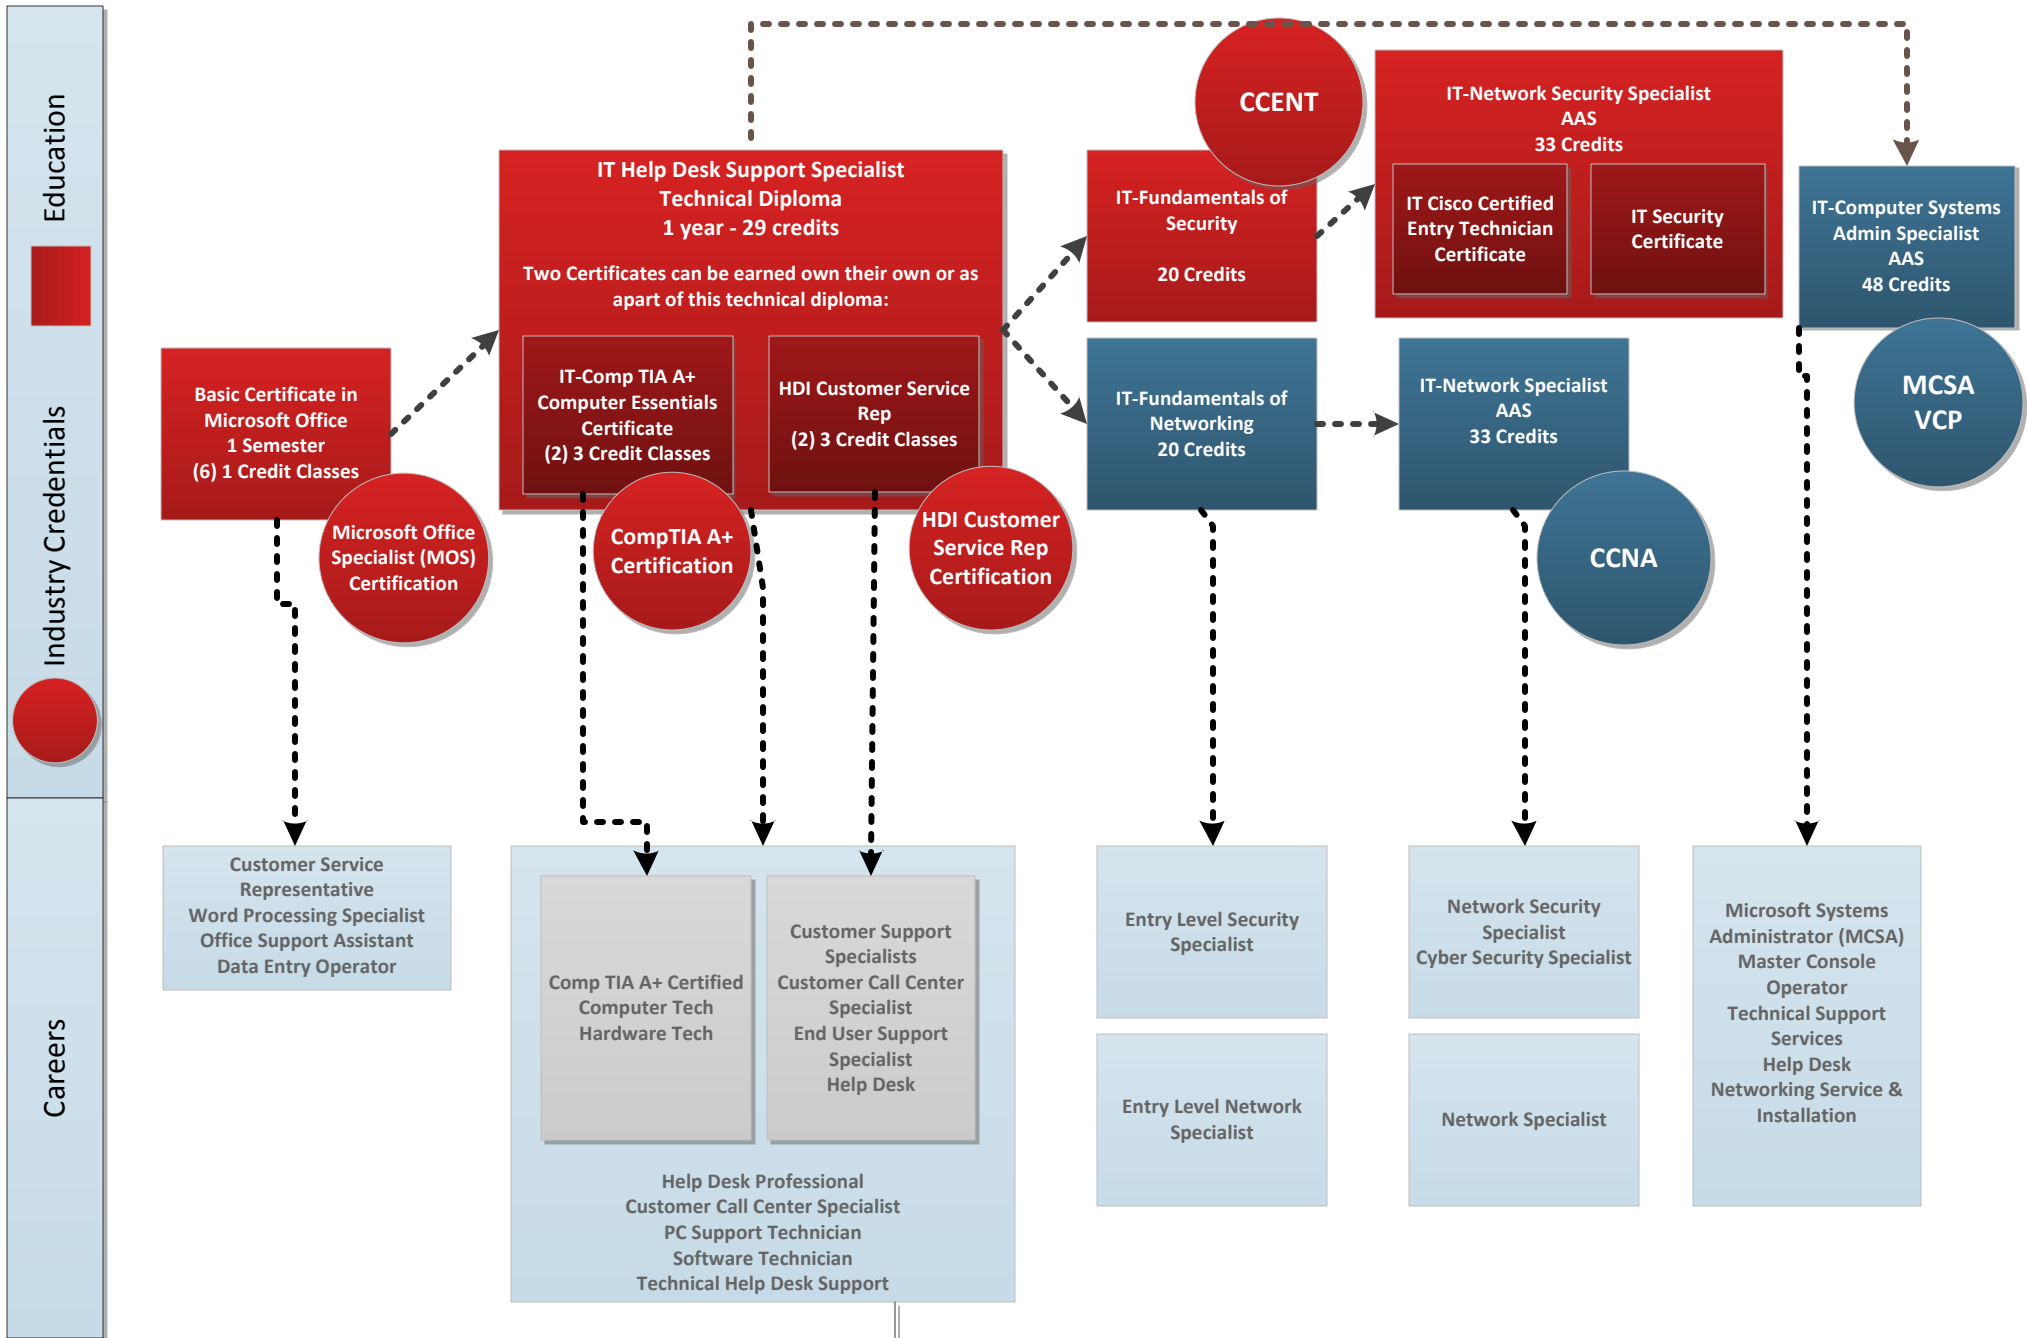 Education
Industry Credentials
Careers
Basic Certificate in
Microsoft Office
1 Semester
(6) 1 Credit Classes
Microsoft Office
Specialist (MOS)
Certification
IT Help Desk Support Specialist
Technical Diploma
1 year - 29 credits
Two Certificates can be earned own their own or as
apart of this technical diploma:
IT-Comp TIA A+
Computer Essentials
Certificate
(2) 3 Credit Classes
HDI Customer Service
Rep
(2) 3 Credit Classes
CompTIA A+
Certification
HDI Customer
Service Rep
Certification
CCENT
IT-Fundamentals of
Security
20 Credits
IT-Fundamentals of
Networking
20 Credits
IT-Network Security Specialist
AAS
33 Credits
IT Cisco Certified
Entry Technician
Certificate
IT Security
Certificate
IT-Network Specialist
AAS
33 Credits
CCNA
IT-Computer Systems
Admin Specialist
AAS
48 Credits
MCSA
VCP
Customer Service
Representative
Word Processing Specialist
Office Support Assistant
Data Entry Operator
Comp TIA A+ Certified
Computer Tech
Hardware Tech
Customer Support
Specialists
Customer Call Center
Specialist
End User Support
Specialist
Help Desk
Help Desk Professional
Customer Call Center Specialist
PC Support Technician
Software Technician
Technical Help Desk Support
Entry Level Security
Specialist
Entry Level Network
Specialist
Network Security
Specialist
Cyber Security Specialist
Network Specialist
Microsoft Systems
Administrator (MCSA)
Master Console
Operator
Technical Support
Services
Help Desk
Networking Service &
Installation